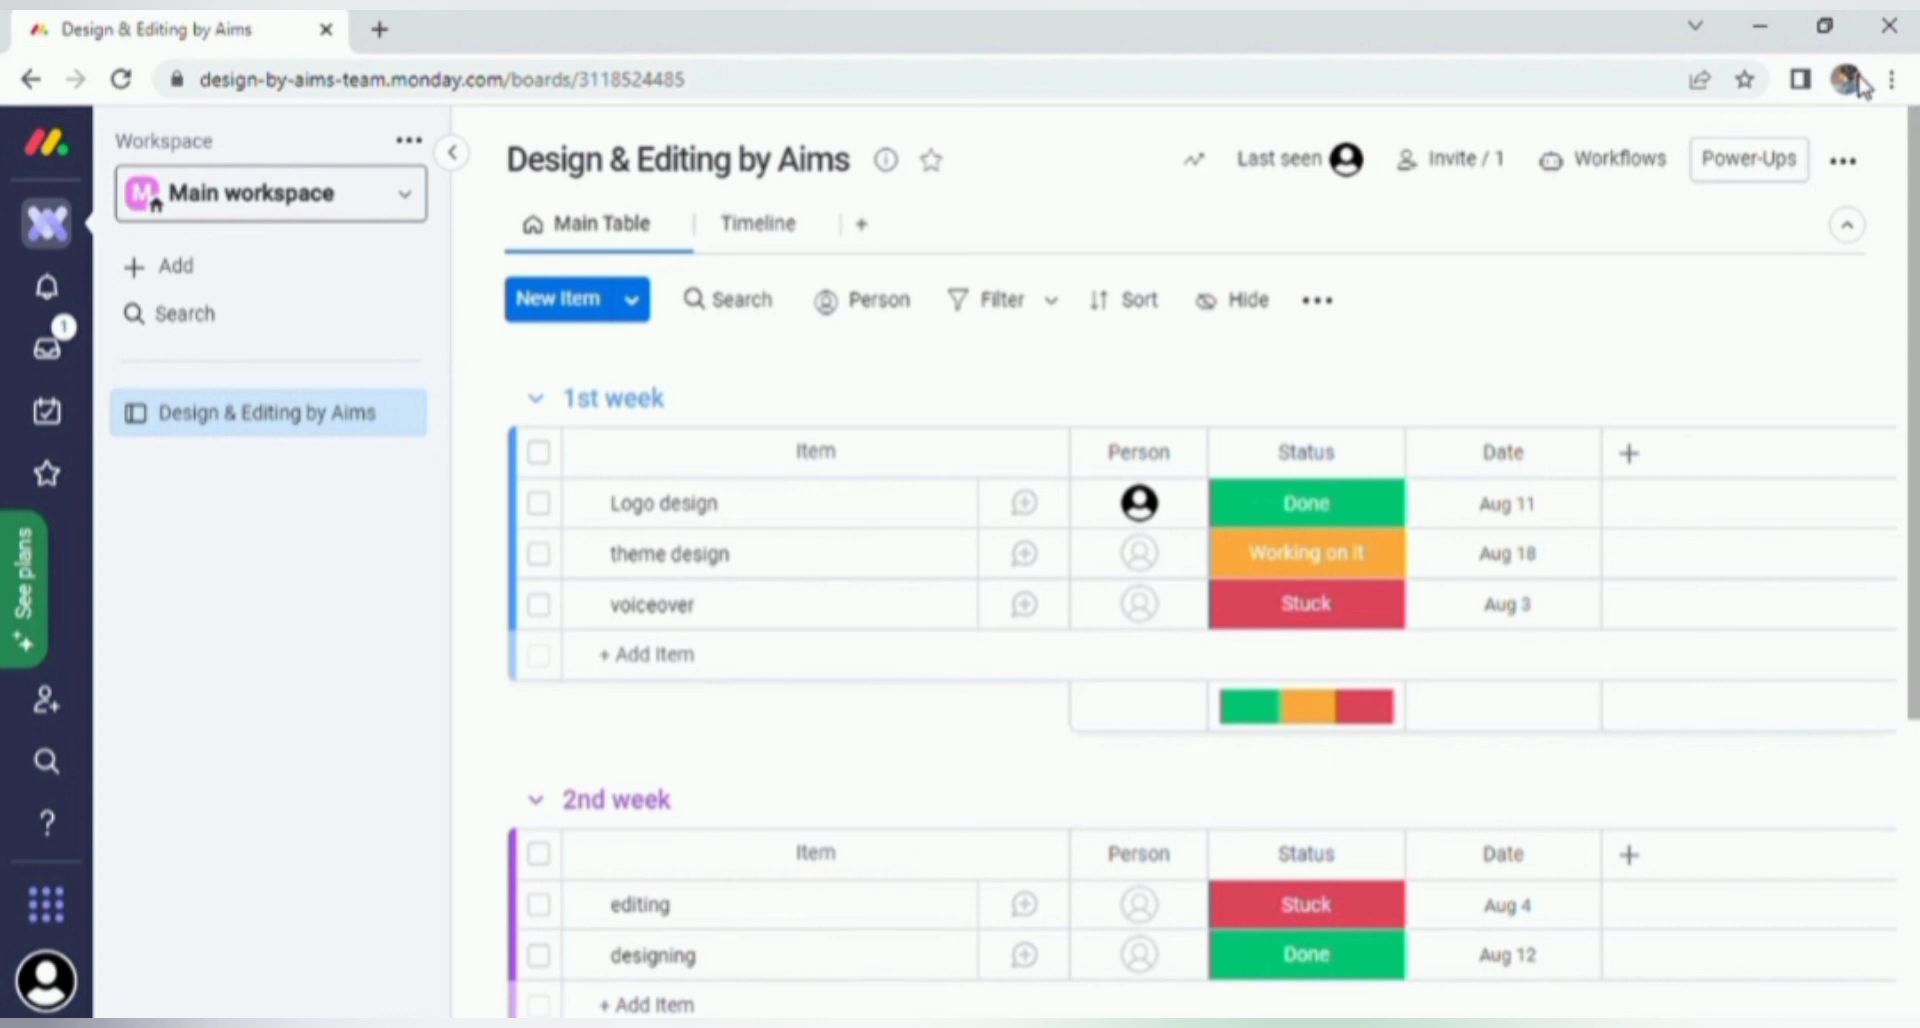 Design & Editing by Aims
design-by-aims-team.monday.com/boards/3118524485
Workspace
M Main workspace
Add
Search
Design & Editing by Aims
1
See plans
Design & Editing by Aims
Last seen
Invite / 1
Workflows
Power-Ups
Main Table
Timeline
+
New Item
Search
Person
Filter
Sort
Hide
1st week
Item Person Status Date +
Logo design Done Aug 11
theme design Working on it Aug 18
voiceover Stuck Aug 3
+ Add Item
2nd week
Item Person Status Date +
editing Stuck Aug 4
designing Done Aug 12
+ Add Item